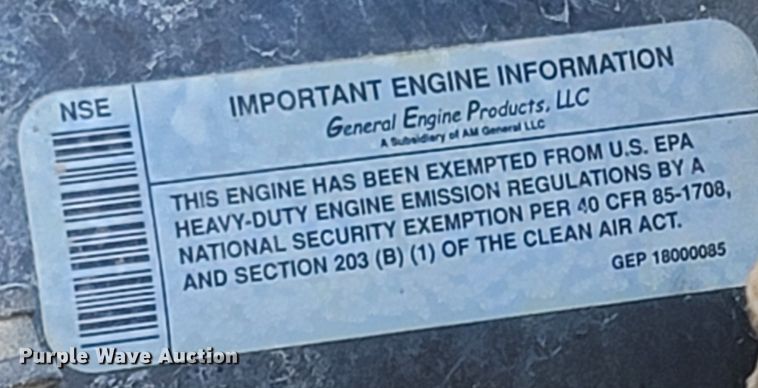 NSE
IMPORTANT ENGINE INFORMATION
General Engine Products, LLC
A Subsidiary of AM General LLC
THIS ENGINE HAS BEEN EXEMPTED FROM U.S. EPA
HEAVY-DUTY ENGINE EMISSION REGULATIONS BY A
NATIONAL SECURITY EXEMPTION PER 40 CFR 85-1708,
AND SECTION 203 (B) (1) OF THE CLEAN AIR ACT.
GEP 18000085
Purple Wave Auction